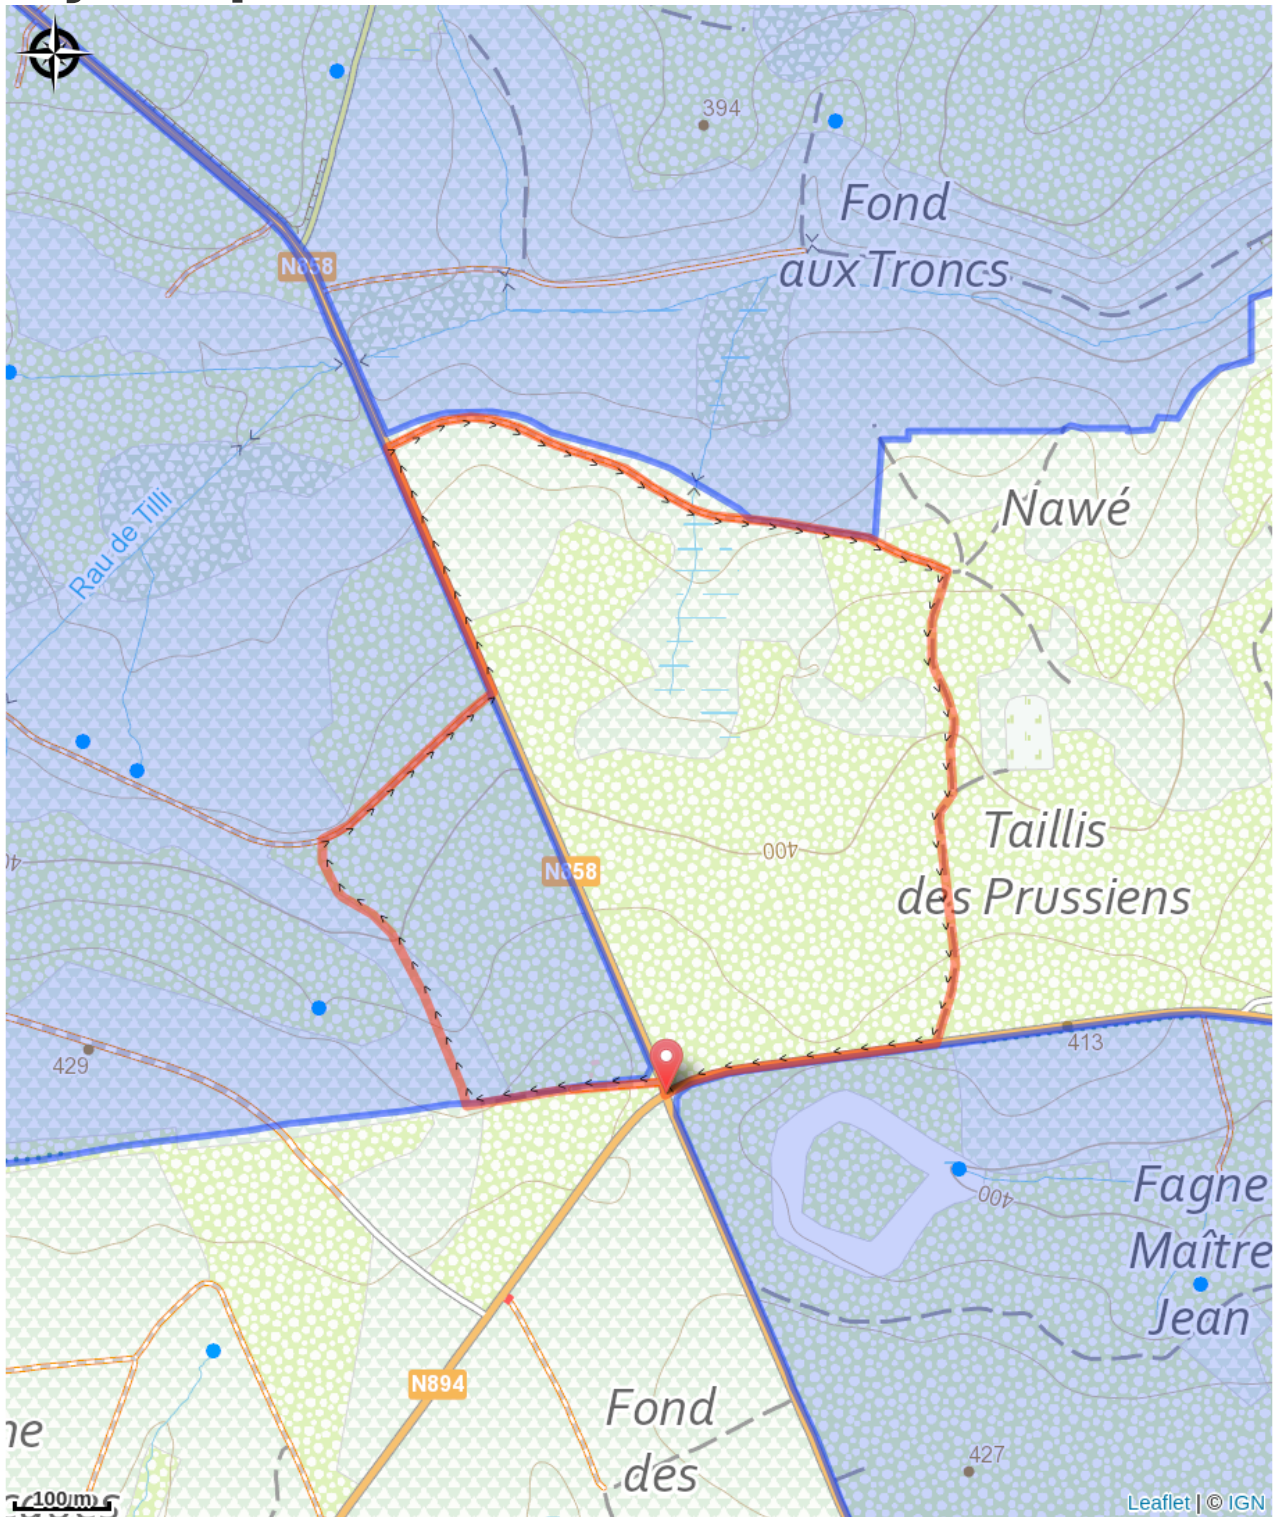 394
Fond
aux Troncs
N858
Nawé
Rau de Tilli
Taillis
des Prussiens
400
N858
413
429
Fagne
Maître
Jean
400
N894
Fond
des
427
100 m
Leaflet | © IGN